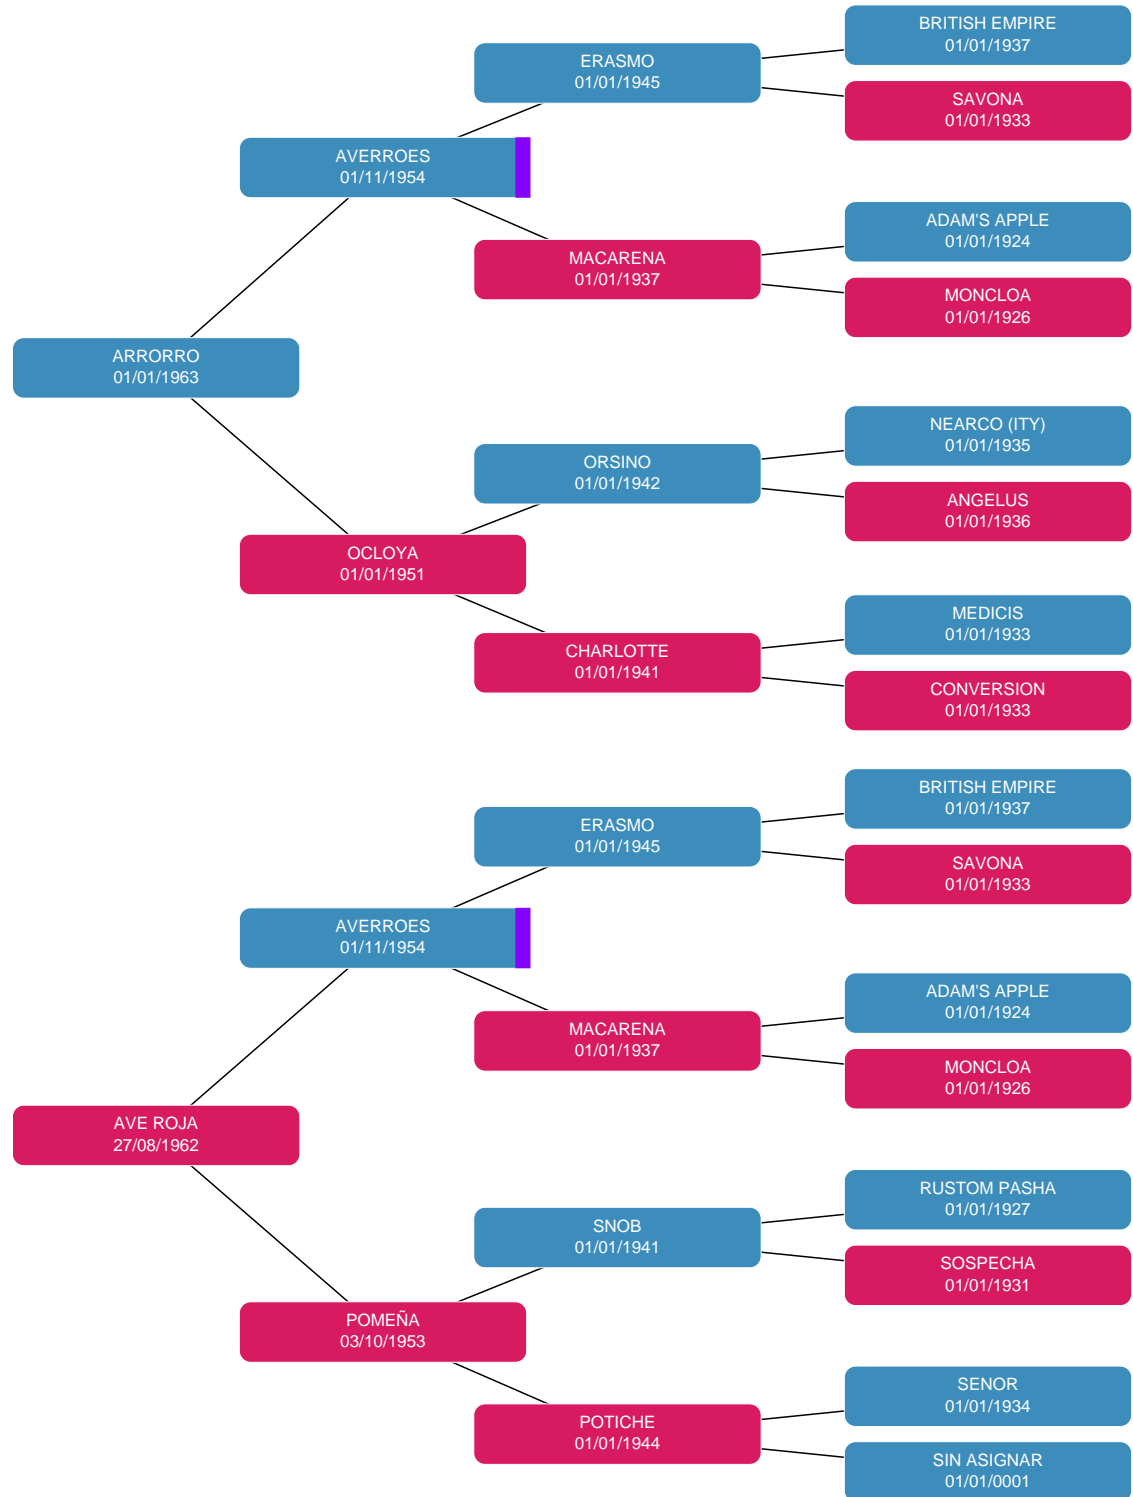 BRITISH EMPIRE
01/01/1937
ERASMO
01/01/1945
SAVONA
01/01/1933
AVERROES
01/11/1954
ADAM'S APPLE
01/01/1924
MACARENA
01/01/1937
MONCLOA
01/01/1926
ARRORRO
01/01/1963
NEARCO (ITY)
01/01/1935
ORSINO
01/01/1942
ANGELUS
01/01/1936
OCLOYA
01/01/1951
MEDICIS
01/01/1933
CHARLOTTE
01/01/1941
CONVERSION
01/01/1933
BRITISH EMPIRE
01/01/1937
ERASMO
01/01/1945
SAVONA
01/01/1933
AVERROES
01/11/1954
ADAM'S APPLE
01/01/1924
MACARENA
01/01/1937
MONCLOA
01/01/1926
AVE ROJA
27/08/1962
RUSTOM PASHA
01/01/1927
SNOB
01/01/1941
SOSPECHA
01/01/1931
POMEÑA
03/10/1953
SENOR
01/01/1934
POTICHE
01/01/1944
SIN ASIGNAR
01/01/0001